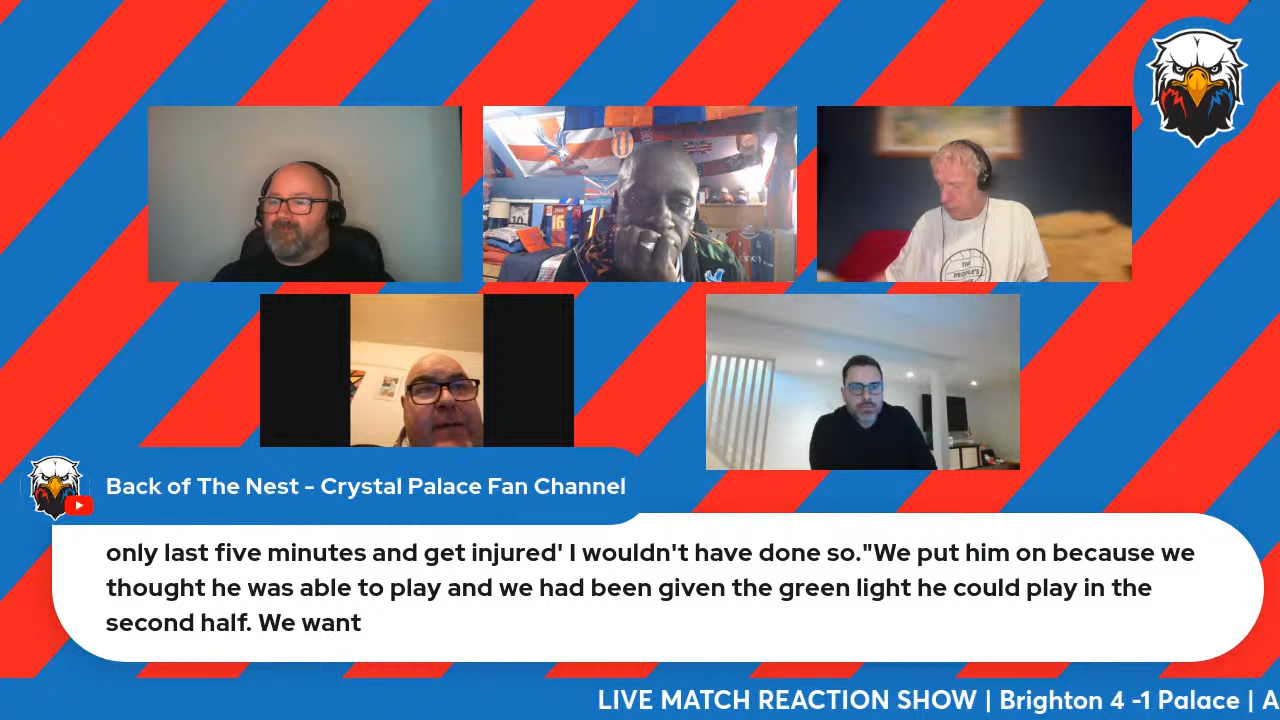 THE
PEOPLE'S
Back of The Nest - Crystal Palace Fan Channel
only last five minutes and get injured' I wouldn't have done so."We put him on because we
thought he was able to play and we had been given the green light he could play in the
second half. We want
LIVE MATCH REACTION SHOW | Brighton 4 -1 Palace | A